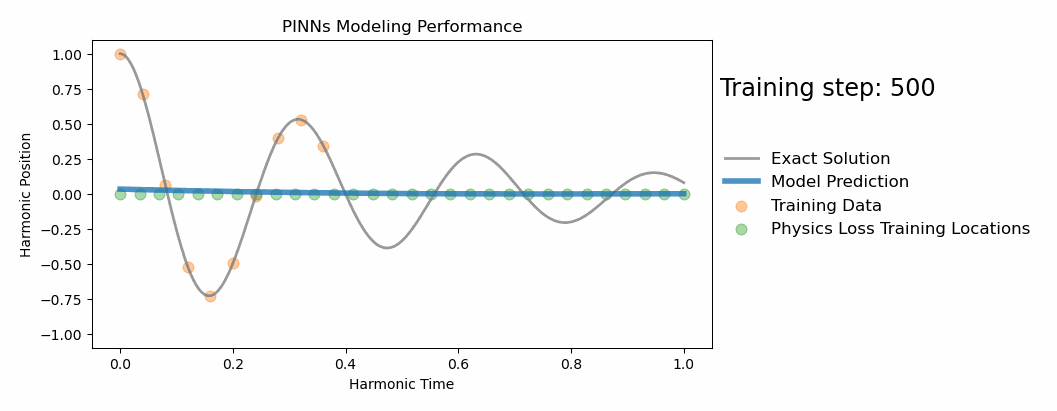 PINNs Modeling Performance
Training step: 500
Harmonic Position
1.00
0.75
0.50
0.25
0.00
−0.25
−0.50
−0.75
−1.00
0.0 0.2 0.4 0.6 0.8 1.0
Harmonic Time
Exact Solution
Model Prediction
Training Data
Physics Loss Training Locations